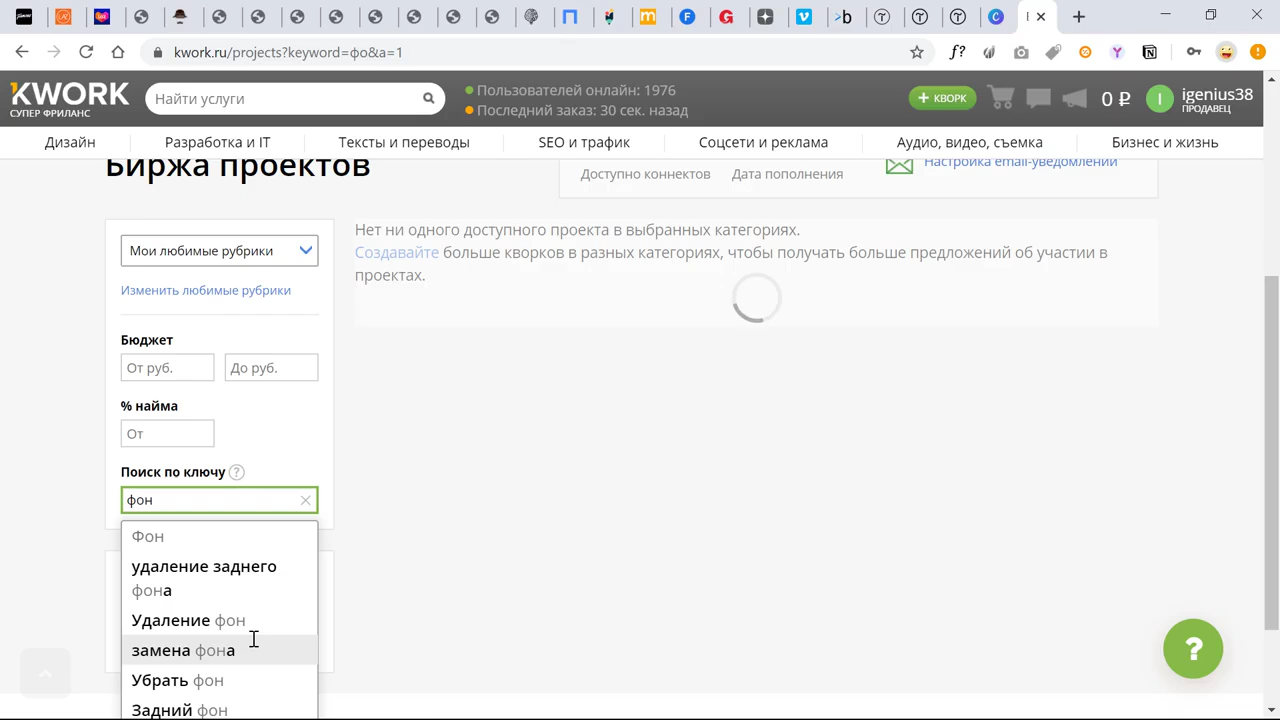 kwork.ru/projects?keyword=фо&a=1
KWORK
СУПЕР ФРИЛАНС
Найти услуги
Пользователей онлайн: 1976
Последний заказ: 30 сек. назад
+ КВОРК
0 ₽
I
igenius38
ПРОДАВЕЦ
Дизайн
Разработка и IT
Тексты и переводы
SEO и трафик
Соцсети и реклама
Аудио, видео, съемка
Бизнес и жизнь
Биржа проектов
Доступно коннектов
Дата пополнения
Настройка email-уведомлений
Мои любимые рубрики
Изменить любимые рубрики
Бюджет
От руб.
До руб.
% найма
От
Поиск по ключу ?
фон
Фон
удаление заднего
фона
Удаление фон
замена фона
Убрать фон
Задний фон
Нет ни одного доступного проекта в выбранных категориях.
Создавайте больше кворков в разных категориях, чтобы получать больше предложений об участии в
проектах.
?